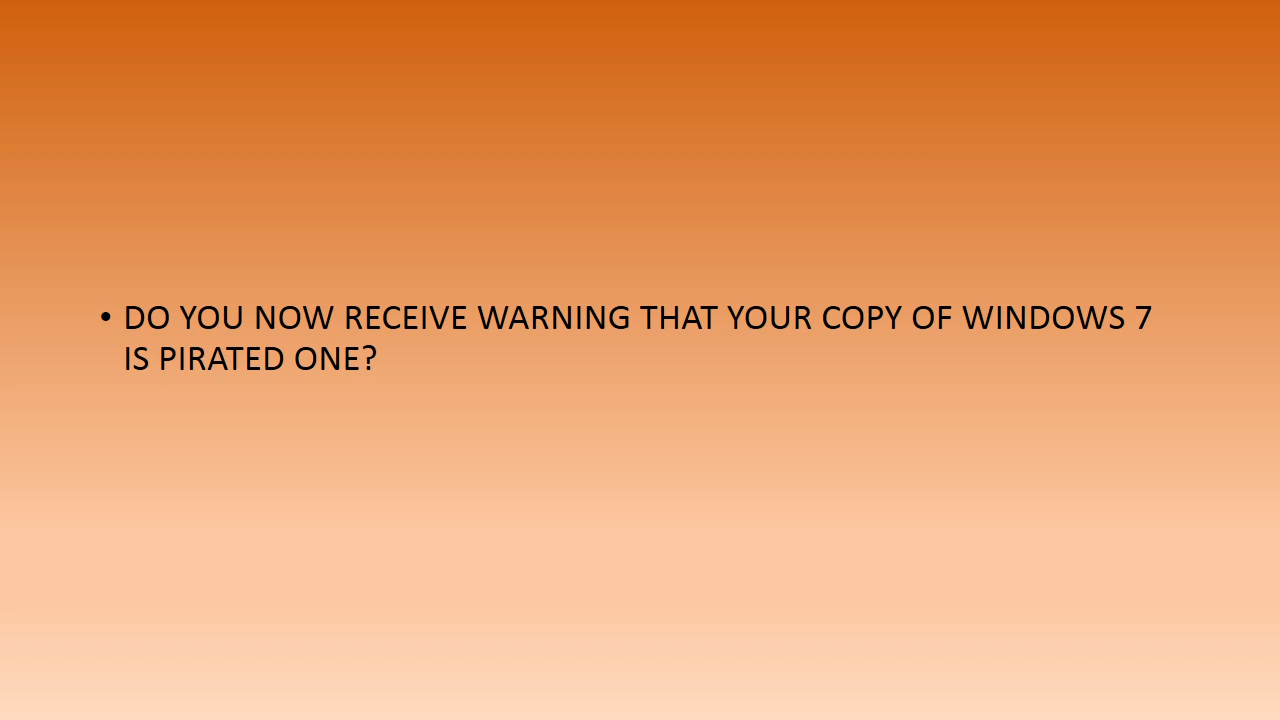 • DO YOU NOW RECEIVE WARNING THAT YOUR COPY OF WINDOWS 7
IS PIRATED ONE?